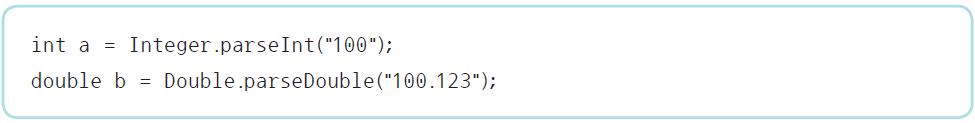 int a = Integer.parseInt("100");
double b = Double.parseDouble("100.123");